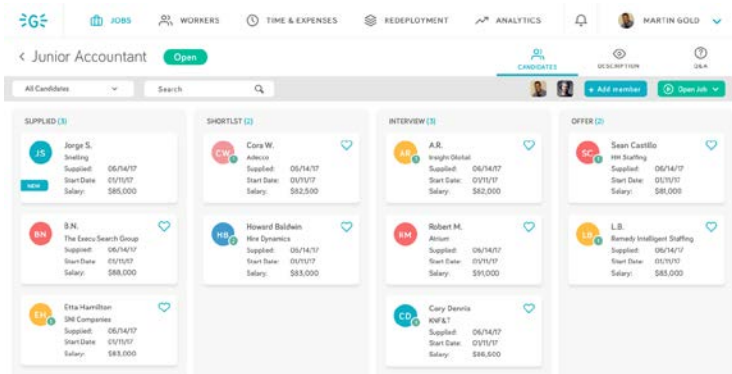 G
JOBS
WORKERS
TIME & EXPENSES
REDEPLOYMENT
ANALYTICS
MARTIN GOLD
Junior Accountant
Open
CANDIDATES
DESCRIPTION
Q&A
All Candidates
Search
+ Add member
Open Job
SUPPLIED (3)
JS
NEW
Jorge S.
Snelling
Supplied: 06/14/17
Start Date 01/11/17
Salary: $85,000
BN
B.N.
The Execu Search Group
Supplied: 06/14/17
Start Date 01/11/17
Salary: $88,000
EH
Etta Hamilton
SNI Companies
Supplied: 06/14/17
Start Date 01/11/17
Salary: $83,000
SHORTLST (2)
CW
Cora W.
Adecco
Supplied: 06/14/17
Start Date: 01/11/17
Salary: $82,500
HB
Howard Baldwin
Hire Dynamics
Supplied: 06/14/17
Start Date: 01/11/17
Salary: $83,000
INTERVIEW (3)
AR
A.R.
Insight Global
Supplied: 06/14/17
Start Date: 01/11/17
Salary: $82,000
RM
Robert M.
Atrium
Supplied: 06/14/17
Start Date: 01/11/17
Salary: $91,000
CD
Cory Dennis
KNF&T
Supplied: 06/14/17
Start Date: 01/11/17
Salary: $86,500
OFFER (2)
SC
Sean Castillo
HN Staffing
Supplied: 06/14/17
Start Date: 01/11/17
Salary: $81,000
LB
L.B.
Remedy Intelligent Staffing
Supplied: 06/14/17
Start Date: 01/11/17
Salary: $83,000